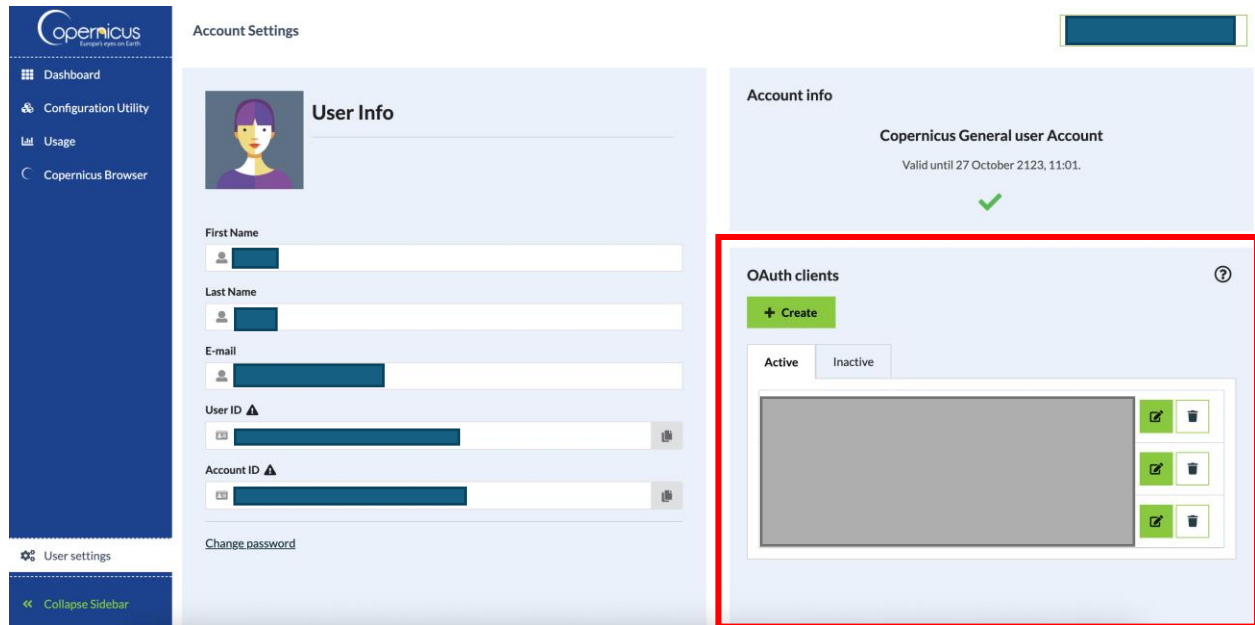 Copernicus
Europe's eyes on Earth
Dashboard
Configuration Utility
Usage
Copernicus Browser
User settings
Collapse Sidebar
Account Settings
User Info
First Name
Last Name
E-mail
User ID
Account ID
Change password
Account info
Copernicus General user Account
Valid until 27 October 2123, 11:01.
OAuth clients
+ Create
Active Inactive